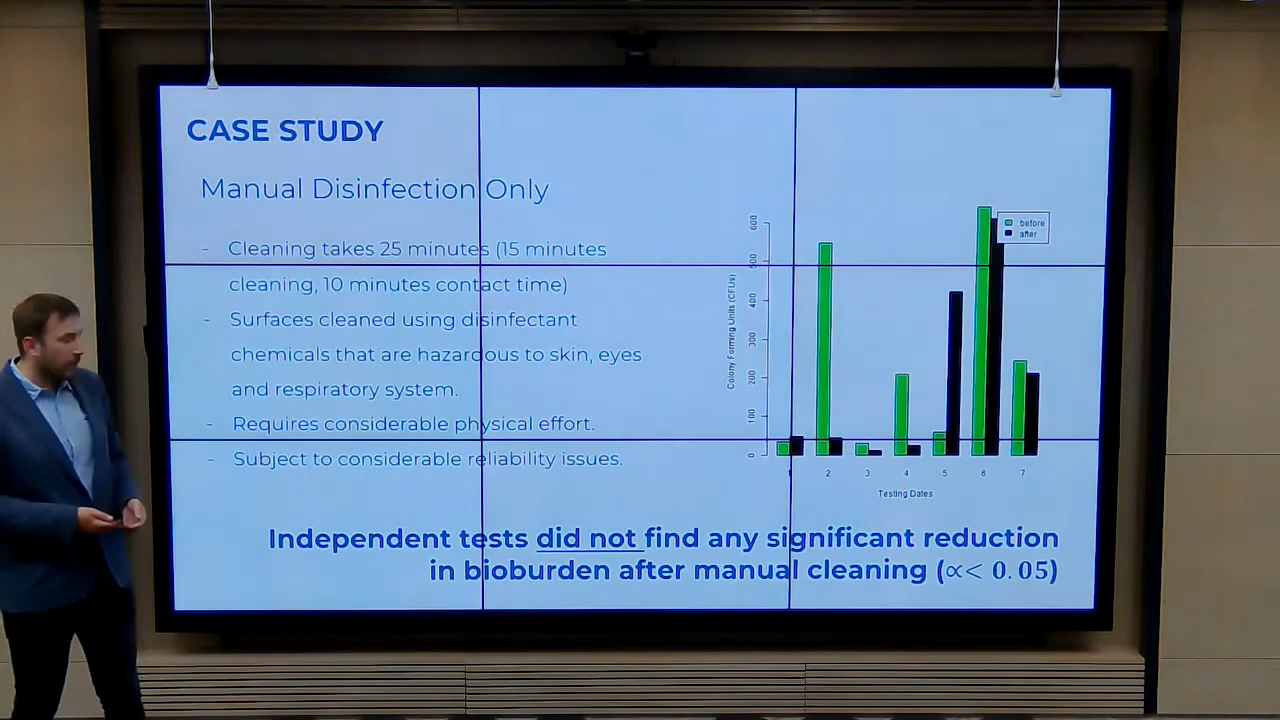 CASE STUDY
Manual Disinfection Only
- Cleaning takes 25 minutes (15 minutes
cleaning, 10 minutes contact time)
- Surfaces cleaned using disinfectant
chemicals that are hazardous to skin, eyes
and respiratory system.
- Requires considerable physical effort.
- Subject to considerable reliability issues.
Colony Forming Units (CFUs)
600
500
400
300
200
100
0
before
after
1 2 3 4 5 6 7
Testing Dates
Independent tests did not find any significant reduction
in bioburden after manual cleaning (∝< 0.05)